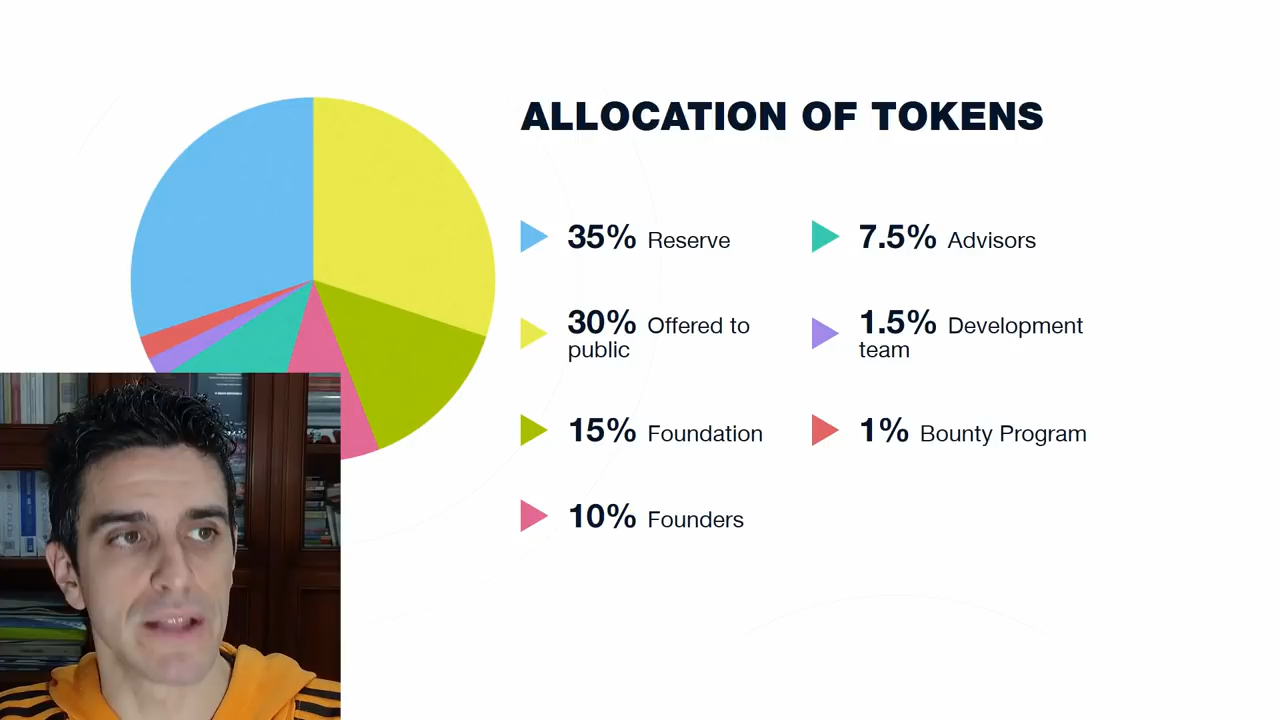 ALLOCATION OF TOKENS
35% Reserve
30% Offered to
public
15% Foundation
10% Founders
7.5% Advisors
1.5% Development
team
1% Bounty Program